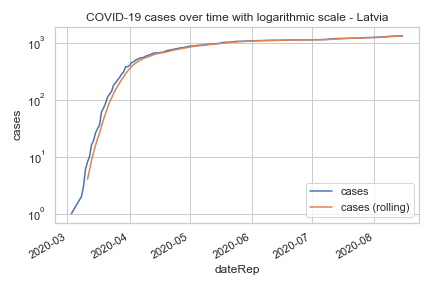 COVID-19 cases over time with logarithmic scale - Latvia
10³
10²
10¹
10⁰
cases
cases
cases (rolling)
2020-03
2020-04
2020-05
2020-06
2020-07
2020-08
dateRep